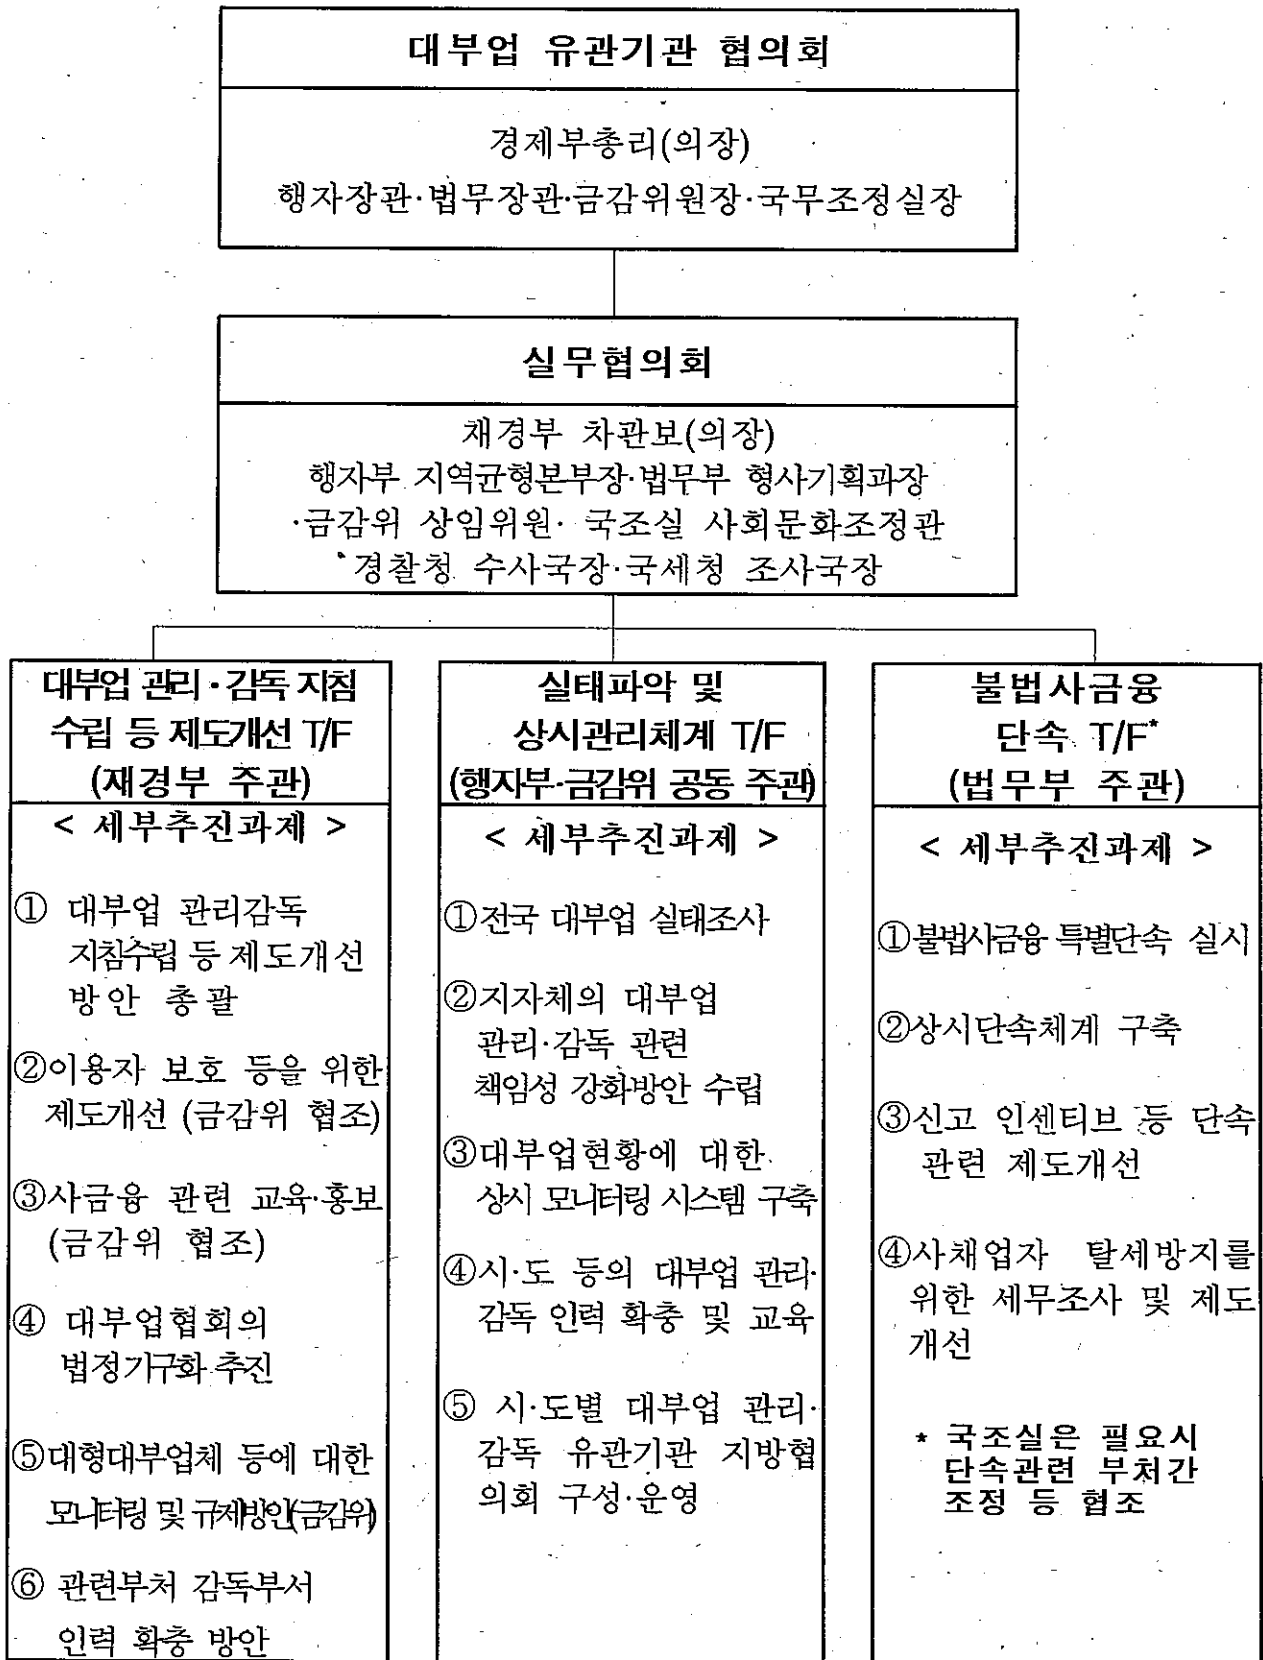 대부업 유관기관 협의회
경제부총리(의장)
행자장관·법무장관·금감위원장·국무조정실장
실무협의회
채경부 차관보(의장)
행자부 지역균형본부장·법무부 형사기획과장
·금감위 상임위원· 국조실 사회문화조정관
경찰청 수사국장·국세청 조사국장
대부업 관리·감독 지침
수립 등 제도개선 T/F
(재경부 주관)
< 세부추진과제 >
① 대부업 관리감독
지침수립 등 제도개선
방안 총괄
②이용자 보호 등을 위한
제도개선 (금감위 협조)
③사금융 관련 교육·홍보
(금감위 협조)
④ 대부업협회의
법정기구화 추진
⑤대형대부업체 등에 대한
모니터링 및 규제방안(금감위)
⑥ 관련부처 감독부서
인력 확충 방안
실태파악 및
상시관리체계 T/F
(행자부·금감위 공동 주관)
< 세부추진과제 >
①전국 대부업 실태조사
②지자체의 대부업
관리·감독 관련
책임성 강화방안 수립
③대부업현황에 대한
상시 모니터링 시스템 구축
④시·도 등의 대부업 관리·
감독 인력 확충 및 교육
⑤ 시·도별 대부업 관리·
감독 유관기관 지방협
의회 구성·운영
불법사금융
단속 T/F*
(법무부 주관)
< 세부추진과제 >
①불법사금융 특별단속 실시
②상시단속체계 구축
③신고 인센티브 등 단속
관련 제도개선
④사채업자 탈세방지를
위한 세무조사 및 제도
개선
* 국조실은 필요시
단속관련 부처간
조정 등 협조